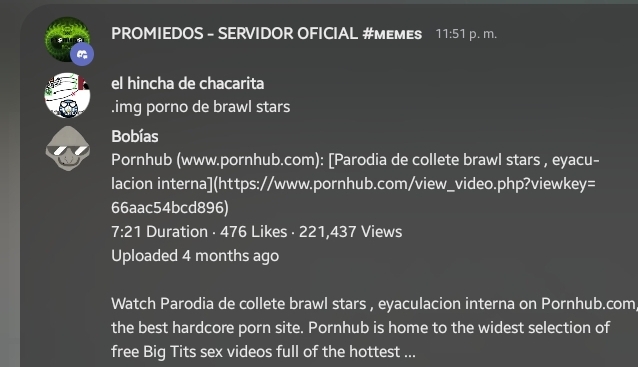 PROMIEDOS - SERVIDOR OFICIAL #MEMES 11:51 p. m.
el hincha de chacarita
.img porno de brawl stars
Bobías
Pornhub (www.pornhub.com): [Parodia de collete brawl stars , eyacu-
lacion interna](https://www.pornhub.com/view_video.php?viewkey=
66aac54bcd896)
7:21 Duration · 476 Likes · 221,437 Views
Uploaded 4 months ago
Watch Parodia de collete brawl stars , eyaculacion interna on Pornhub.com,
the best hardcore porn site. Pornhub is home to the widest selection of
free Big Tits sex videos full of the hottest ...